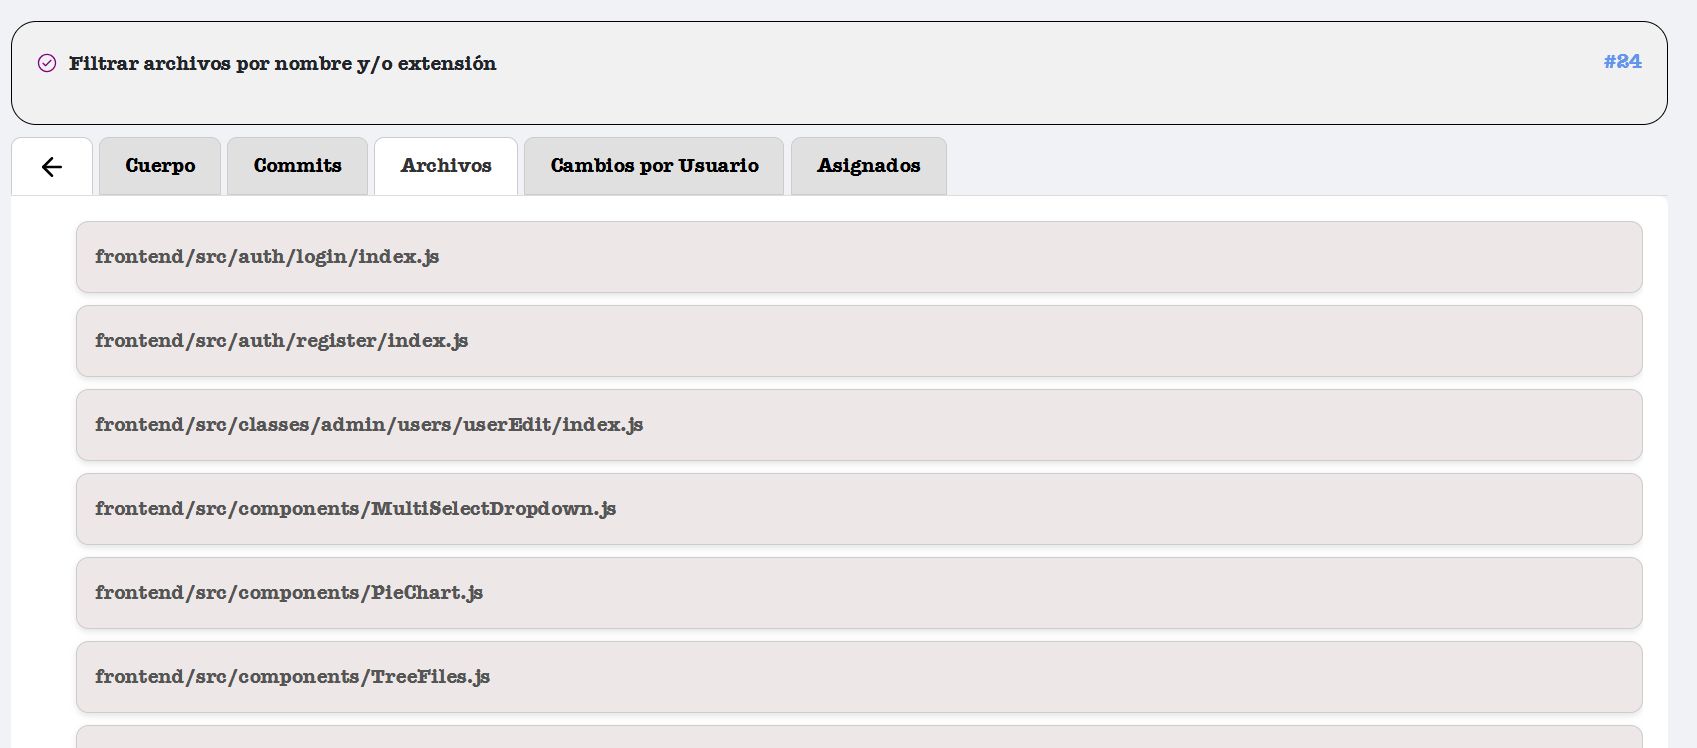 Filtrar archivos por nombre y/o extensión
#24
Cuerpo
Commits
Archivos
Cambios por Usuario
Asignados
frontend/src/auth/login/index.js
frontend/src/auth/register/index.js
frontend/src/classes/admin/users/userEdit/index.js
frontend/src/components/MultiSelectDropdown.js
frontend/src/components/PieChart.js
frontend/src/components/TreeFiles.js